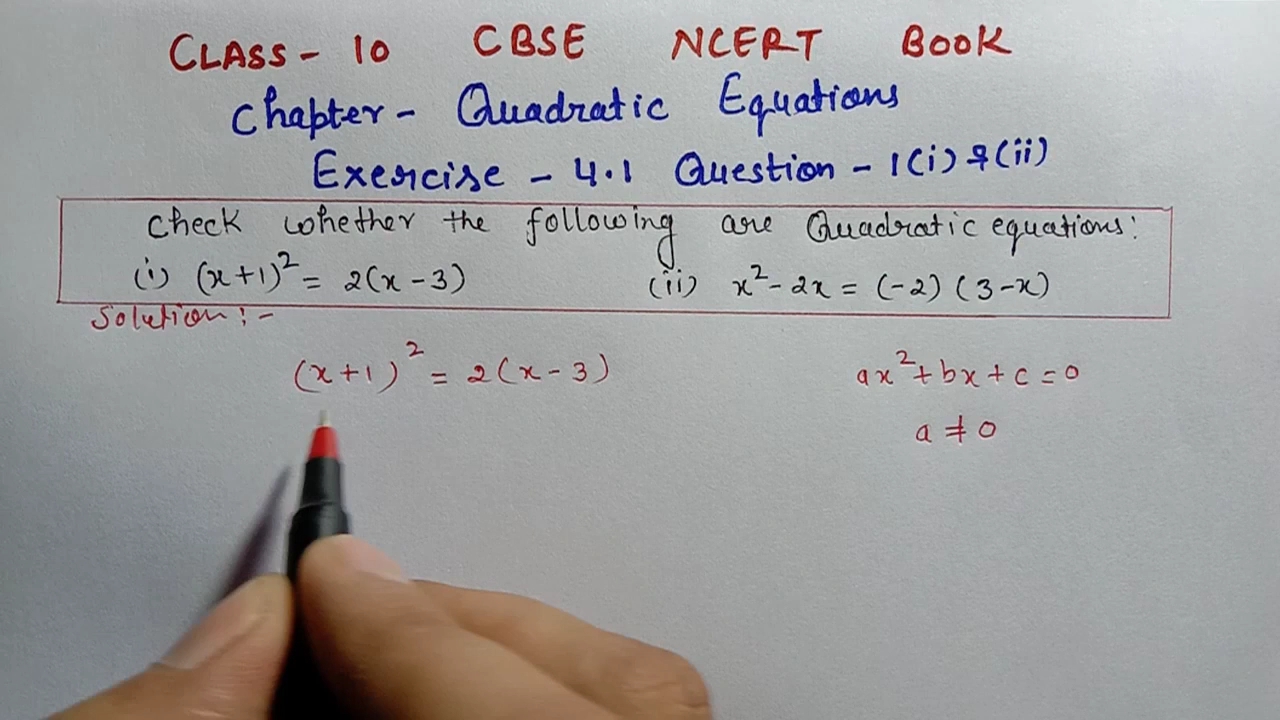 CLASS- 10 CBSE NCERT BOOK
Chapter- Quadratic Equations
Exercise - 4.1 Question - 1(i) & (ii)
Check whether the following are Quadratic equations:
(i) (x+1)² = 2(x-3) (ii) x²-2x = (-2) (3-x)
Solution:-
(x+1)² = 2(x-3) ax²+bx+c=0
a≠0